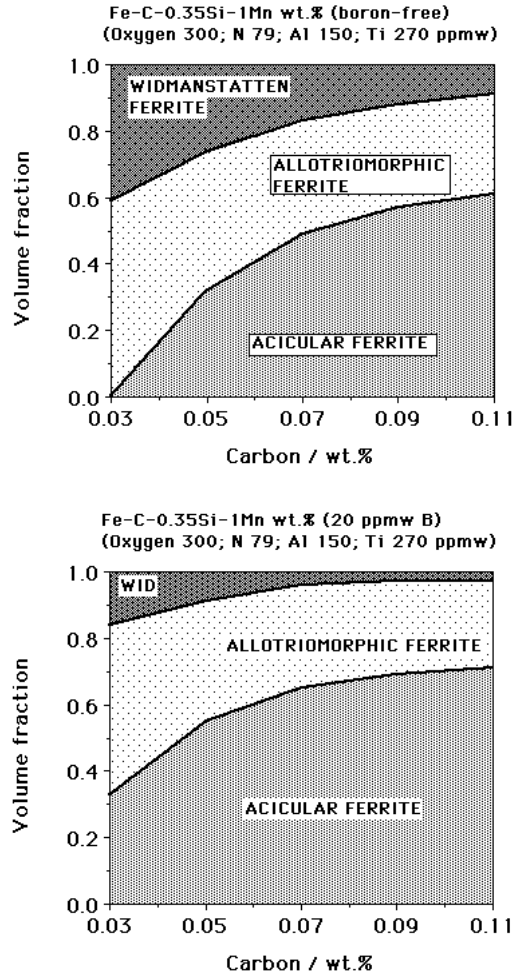 Fe-C-0.35Si-1Mn wt.% (boron-free)
(Oxygen 300; N 79; Al 150; Ti 270 ppmw)
1.0
WIDMANSTATTEN
FERRITE
0.8
ALLOTRIOMORPHIC
FERRITE
0.6
Volume fraction
0.4
ACICULAR FERRITE
0.2
0.0
0.03 0.05 0.07 0.09 0.11
Carbon / wt.%
Fe-C-0.35Si-1Mn wt.% (20 ppmw B)
(Oxygen 300; N 79; Al 150; Ti 270 ppmw)
1.0
WID
0.8
ALLOTRIOMORPHIC FERRITE
0.6
Volume fraction
0.4
ACICULAR FERRITE
0.2
0.0
0.03 0.05 0.07 0.09 0.11
Carbon / wt.%